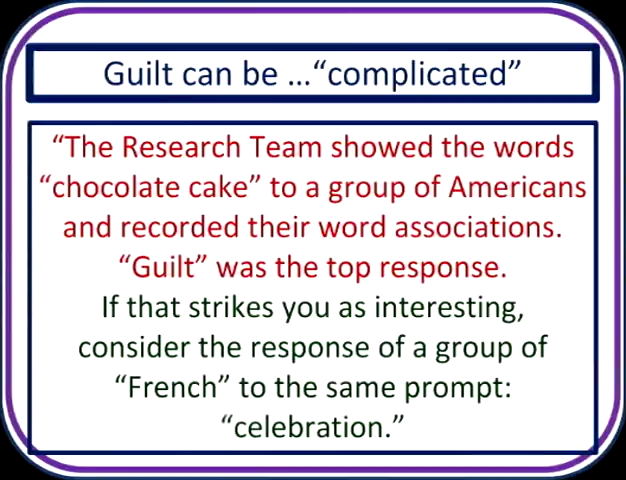 Guilt can be …“complicated”
“The Research Team showed the words
“chocolate cake” to a group of Americans
and recorded their word associations.
“Guilt” was the top response.
If that strikes you as interesting,
consider the response of a group of
“French” to the same prompt:
“celebration.”